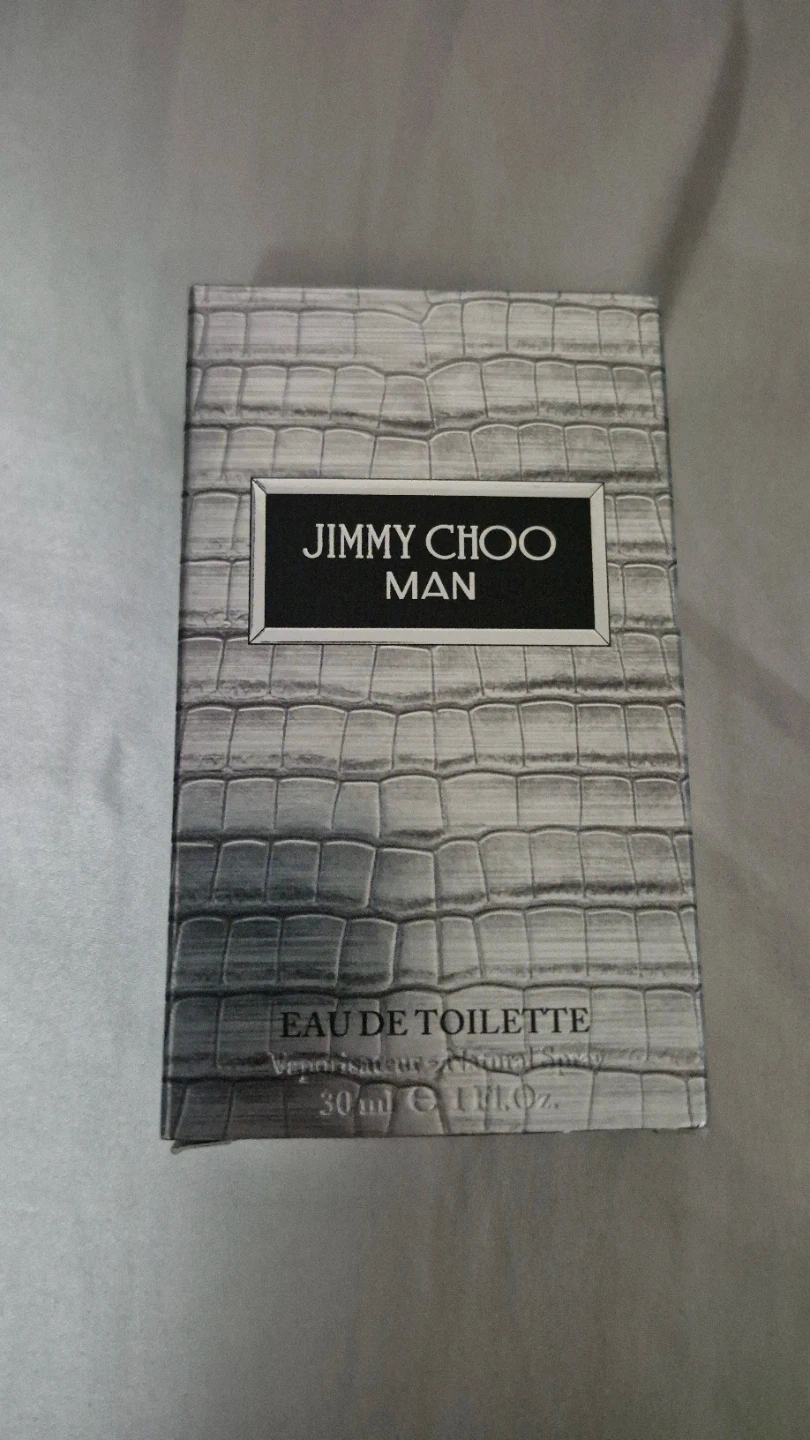 JIMMY CHOO
MAN
EAU DE TOILETTE
Vaporisateur - Natural Spray
30 ml ℮ 1 Fl.Oz.